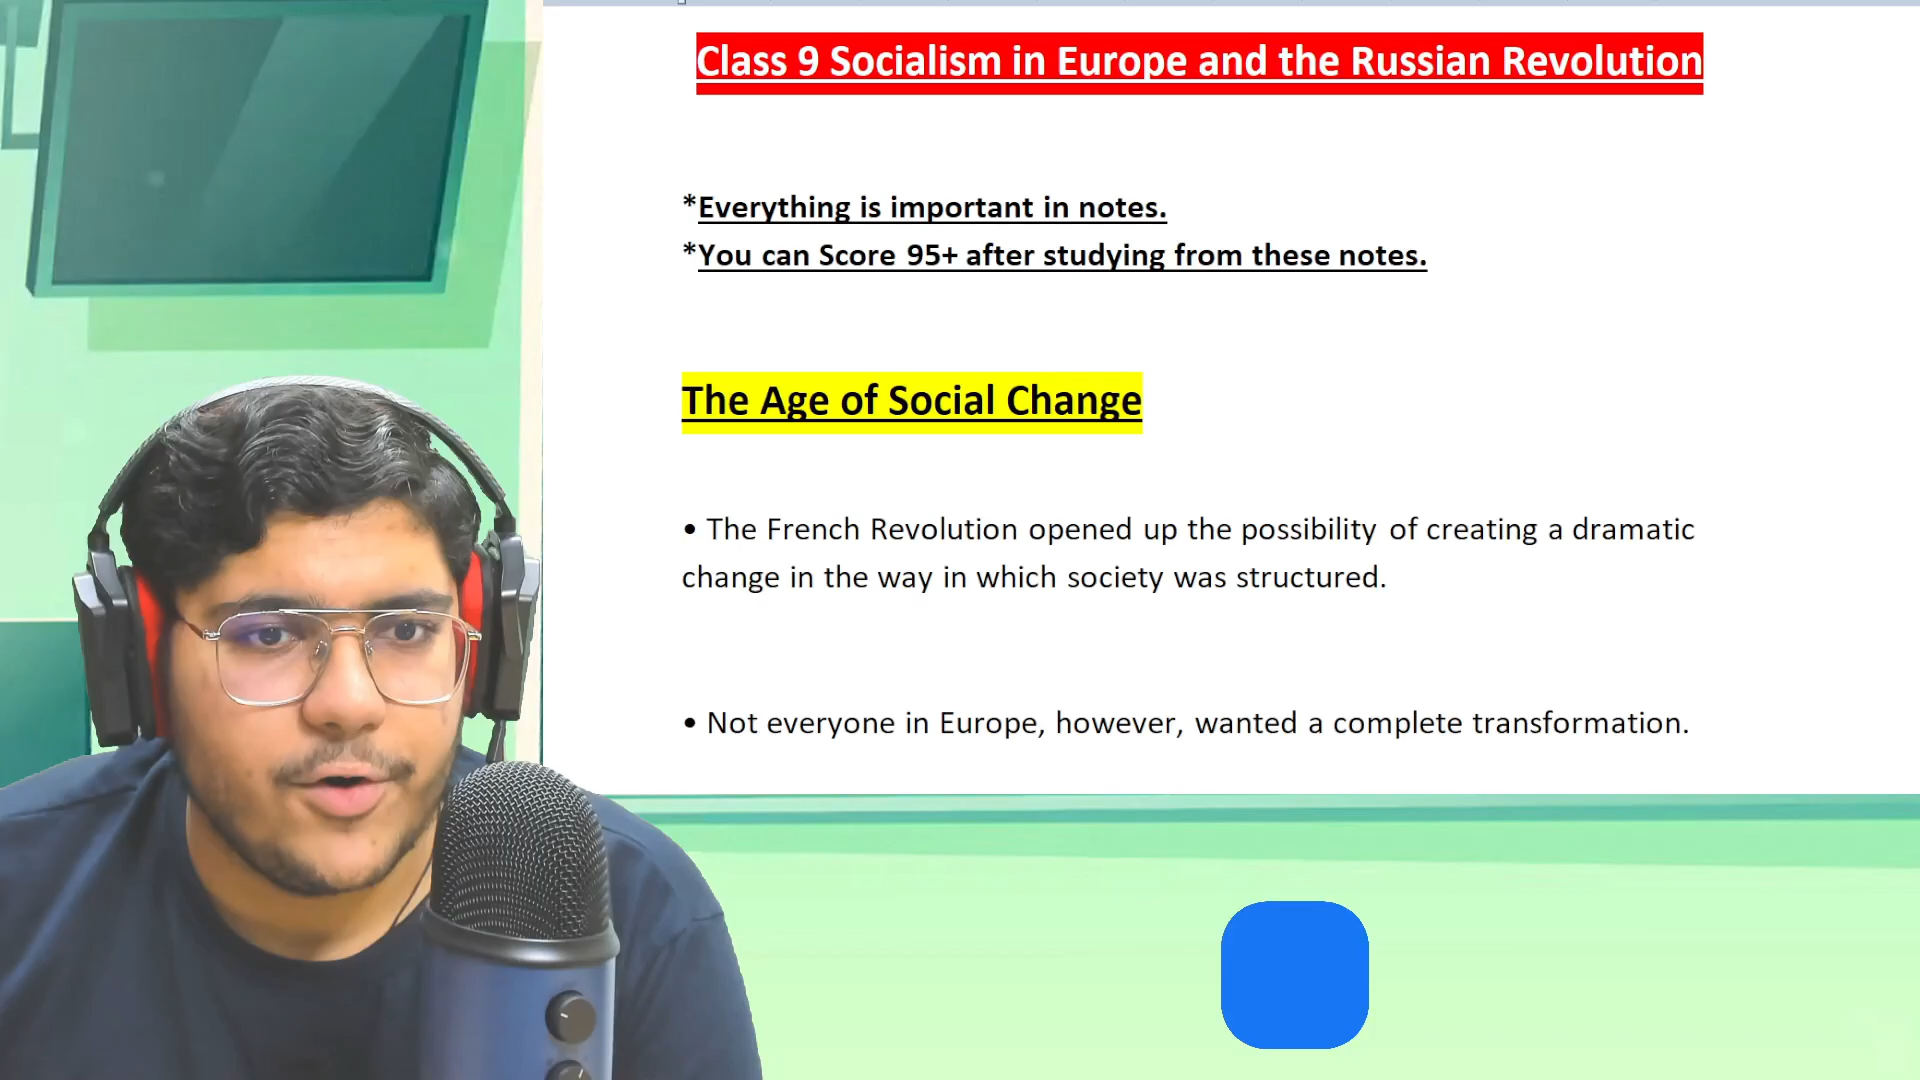 Class 9 Socialism in Europe and the Russian Revolution
*Everything is important in notes.
*You can Score 95+ after studying from these notes.
The Age of Social Change
• The French Revolution opened up the possibility of creating a dramatic
change in the way in which society was structured.
• Not everyone in Europe, however, wanted a complete transformation.